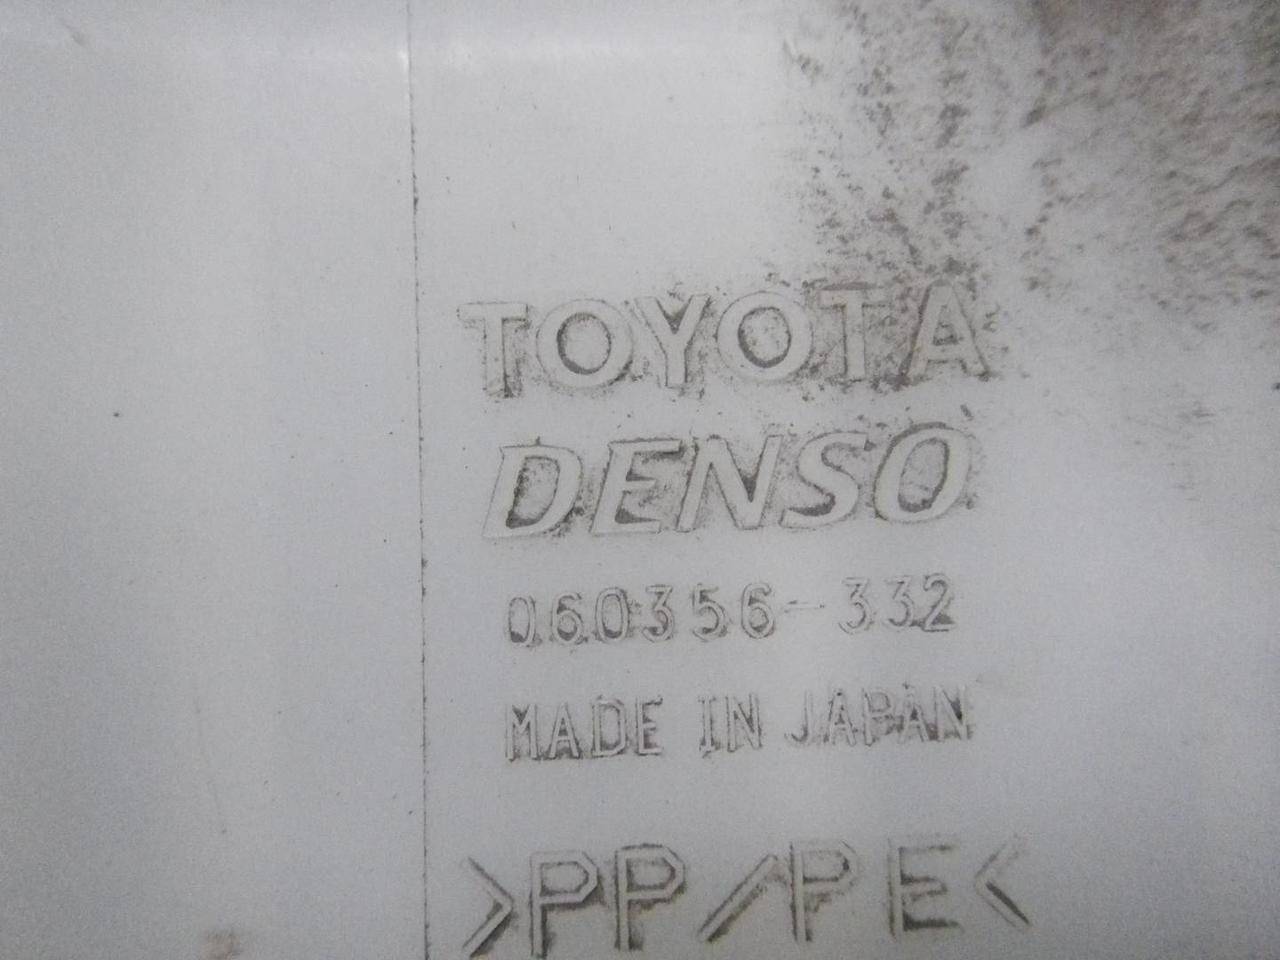 TOYOTA
DENSO
060356-332
MADE IN JAPAN
>PP/PE<